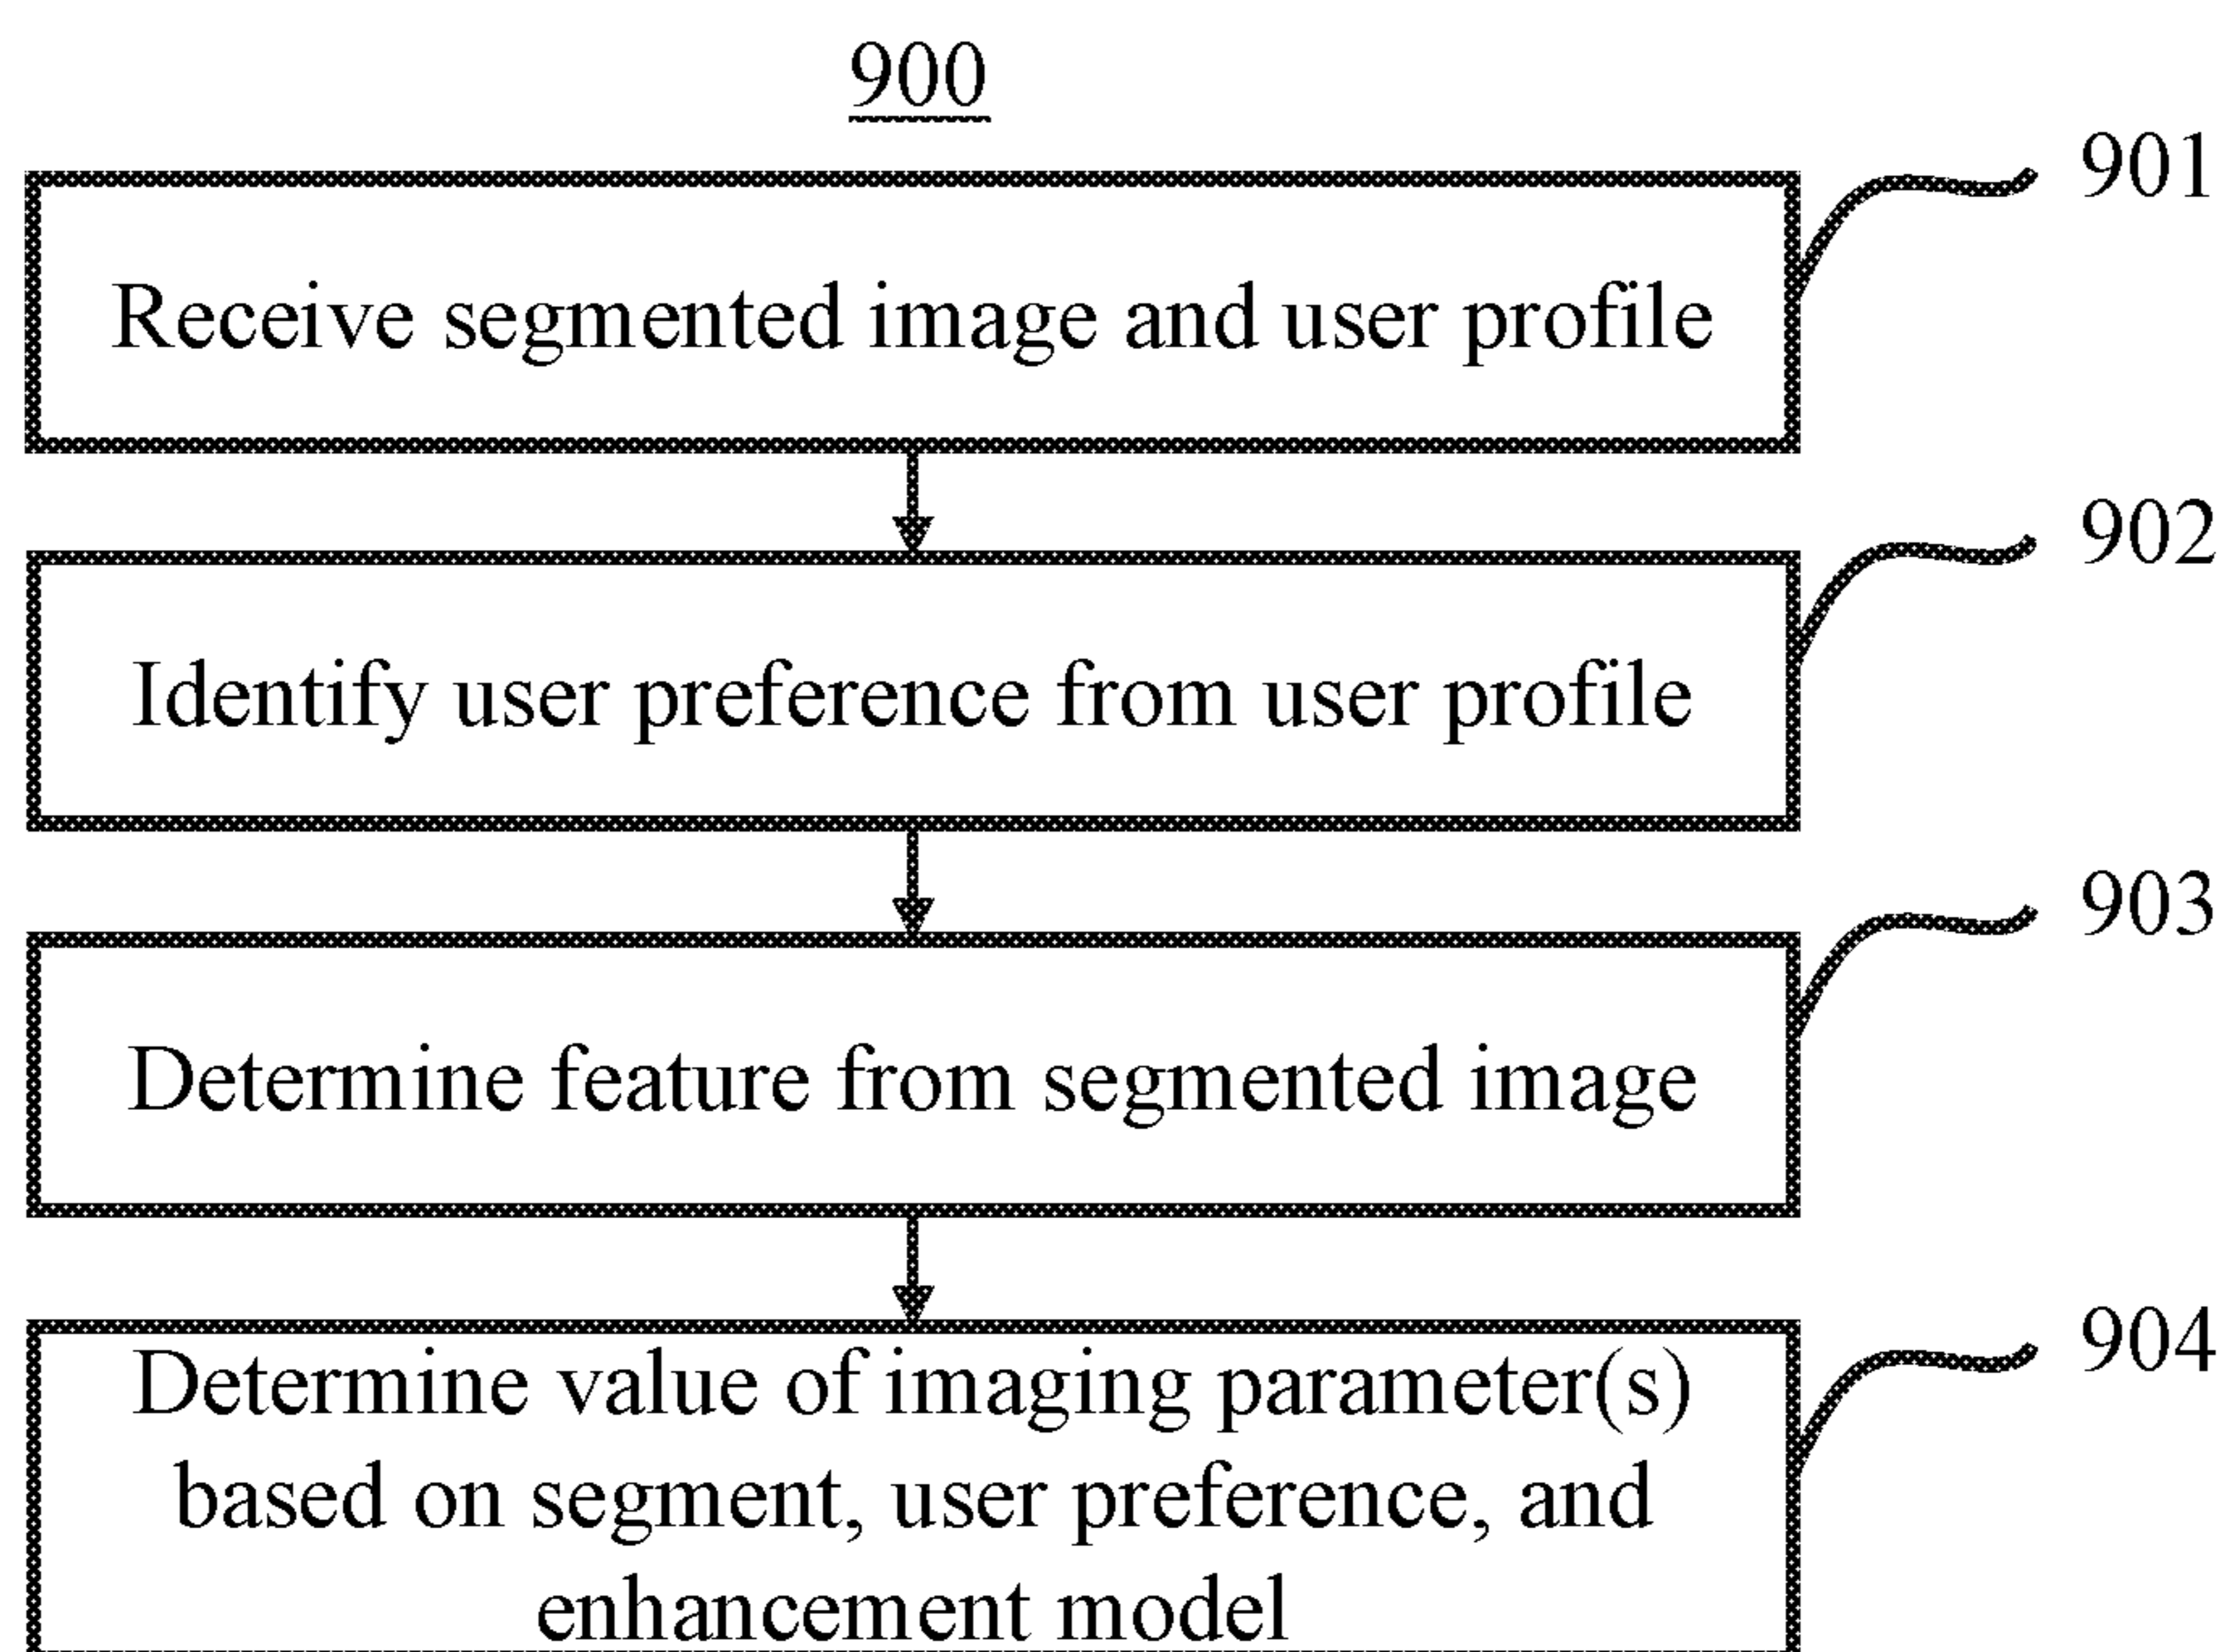 900
901
Receive segmented image and user profile
902
Identify user preference from user profile
903
Determine feature from segmented image
904
Determine value of imaging parameter(s)
based on segment, user preference, and
enhancement model